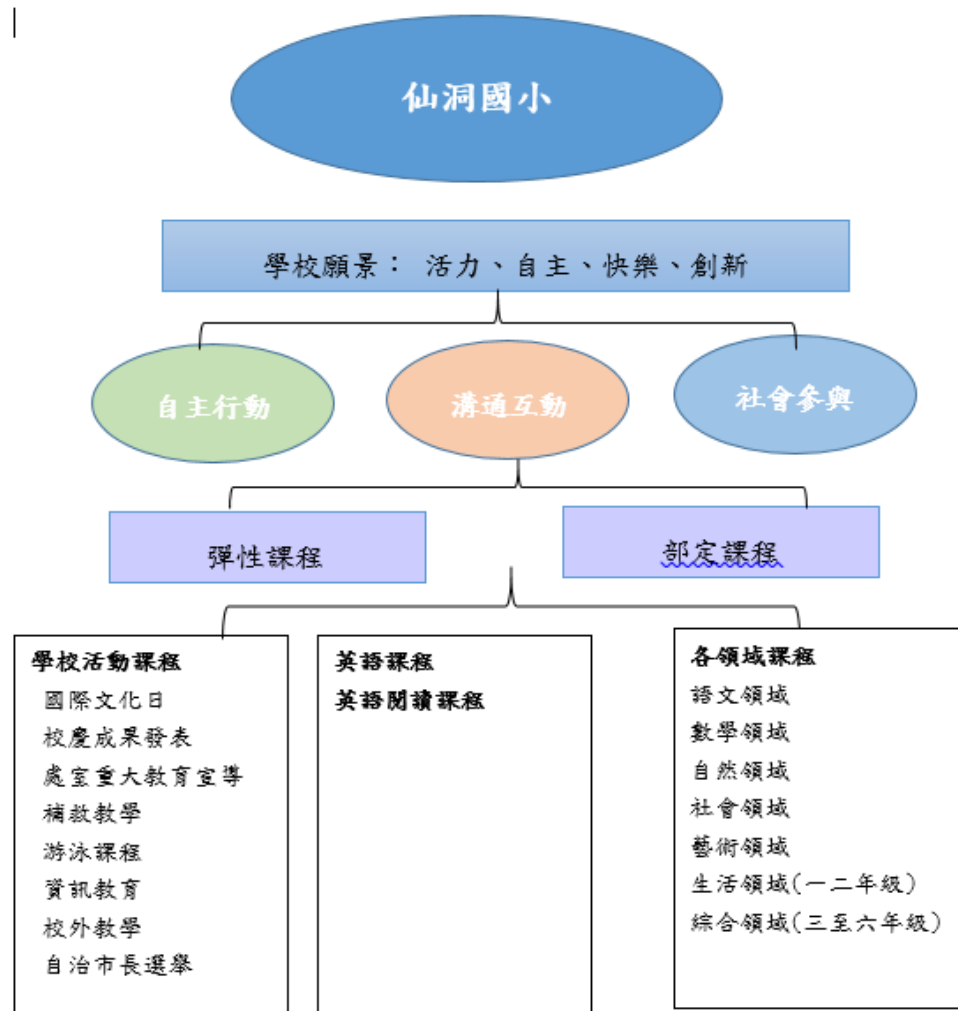 仙洞國小
學校願景： 活力、自主、快樂、創新
自主行動
溝通互動
社會參與
彈性課程
部定課程
學校活動課程
國際文化日
校慶成果發表
處室重大教育宣導
補救教學
游泳課程
資訊教育
校外教學
自治市長選舉
英語課程
英語閱讀課程
各領域課程
語文領域
數學領域
自然領域
社會領域
藝術領域
生活領域(一二年級)
綜合領域(三至六年級)